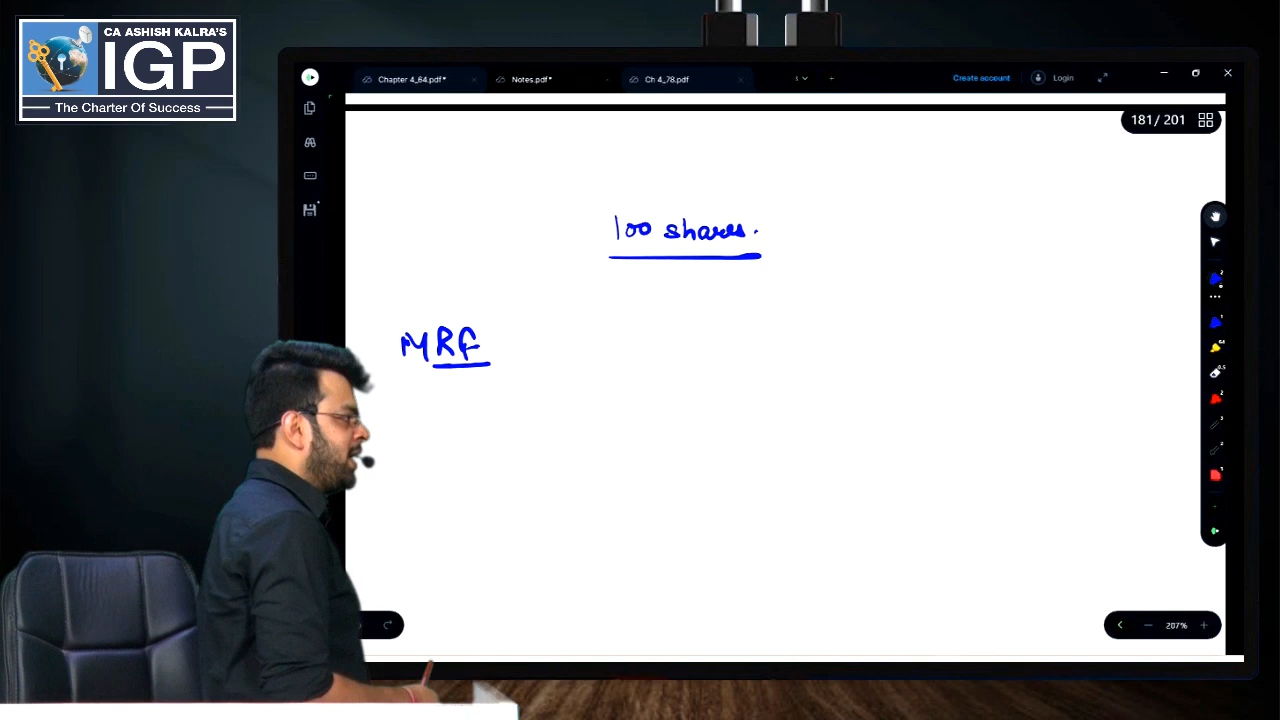 CA ASHISH KALRA'S
IGP
The Charter Of Success
Chapter 4_64.pdf*
Notes.pdf*
Ch 4_78.pdf
Create account
Login
181 / 201
100 shares.
MRF
207%